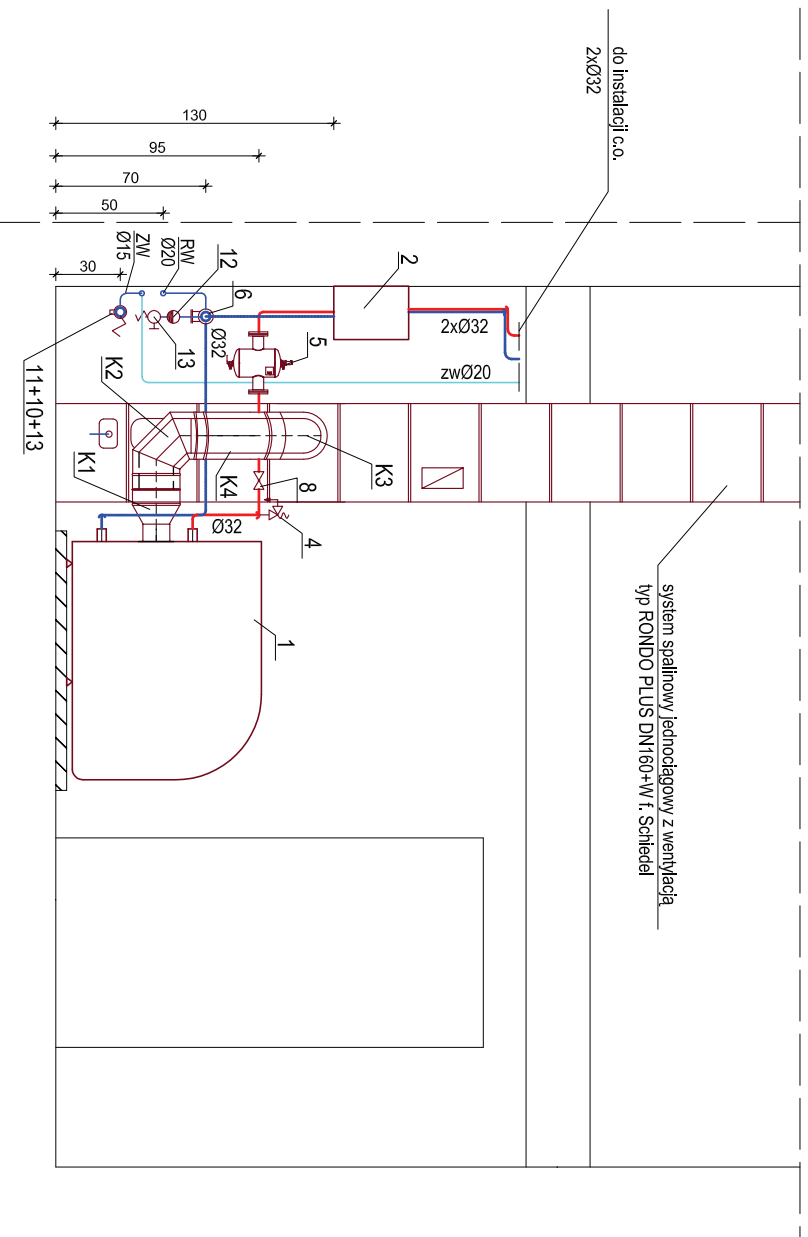 do instalacji c.o.
2xØ32
130
95
70
50
30
ZW
Ø15
RW
Ø20
12
6
2
2xØ32
zwØ20
5
Ø32
13
11+10+13
K2
K1
K3
K4
8
4
Ø32
1
system spalinowy jednociągowy z wentylacją
typ RONDO PLUS DN160+W f. Schiedel